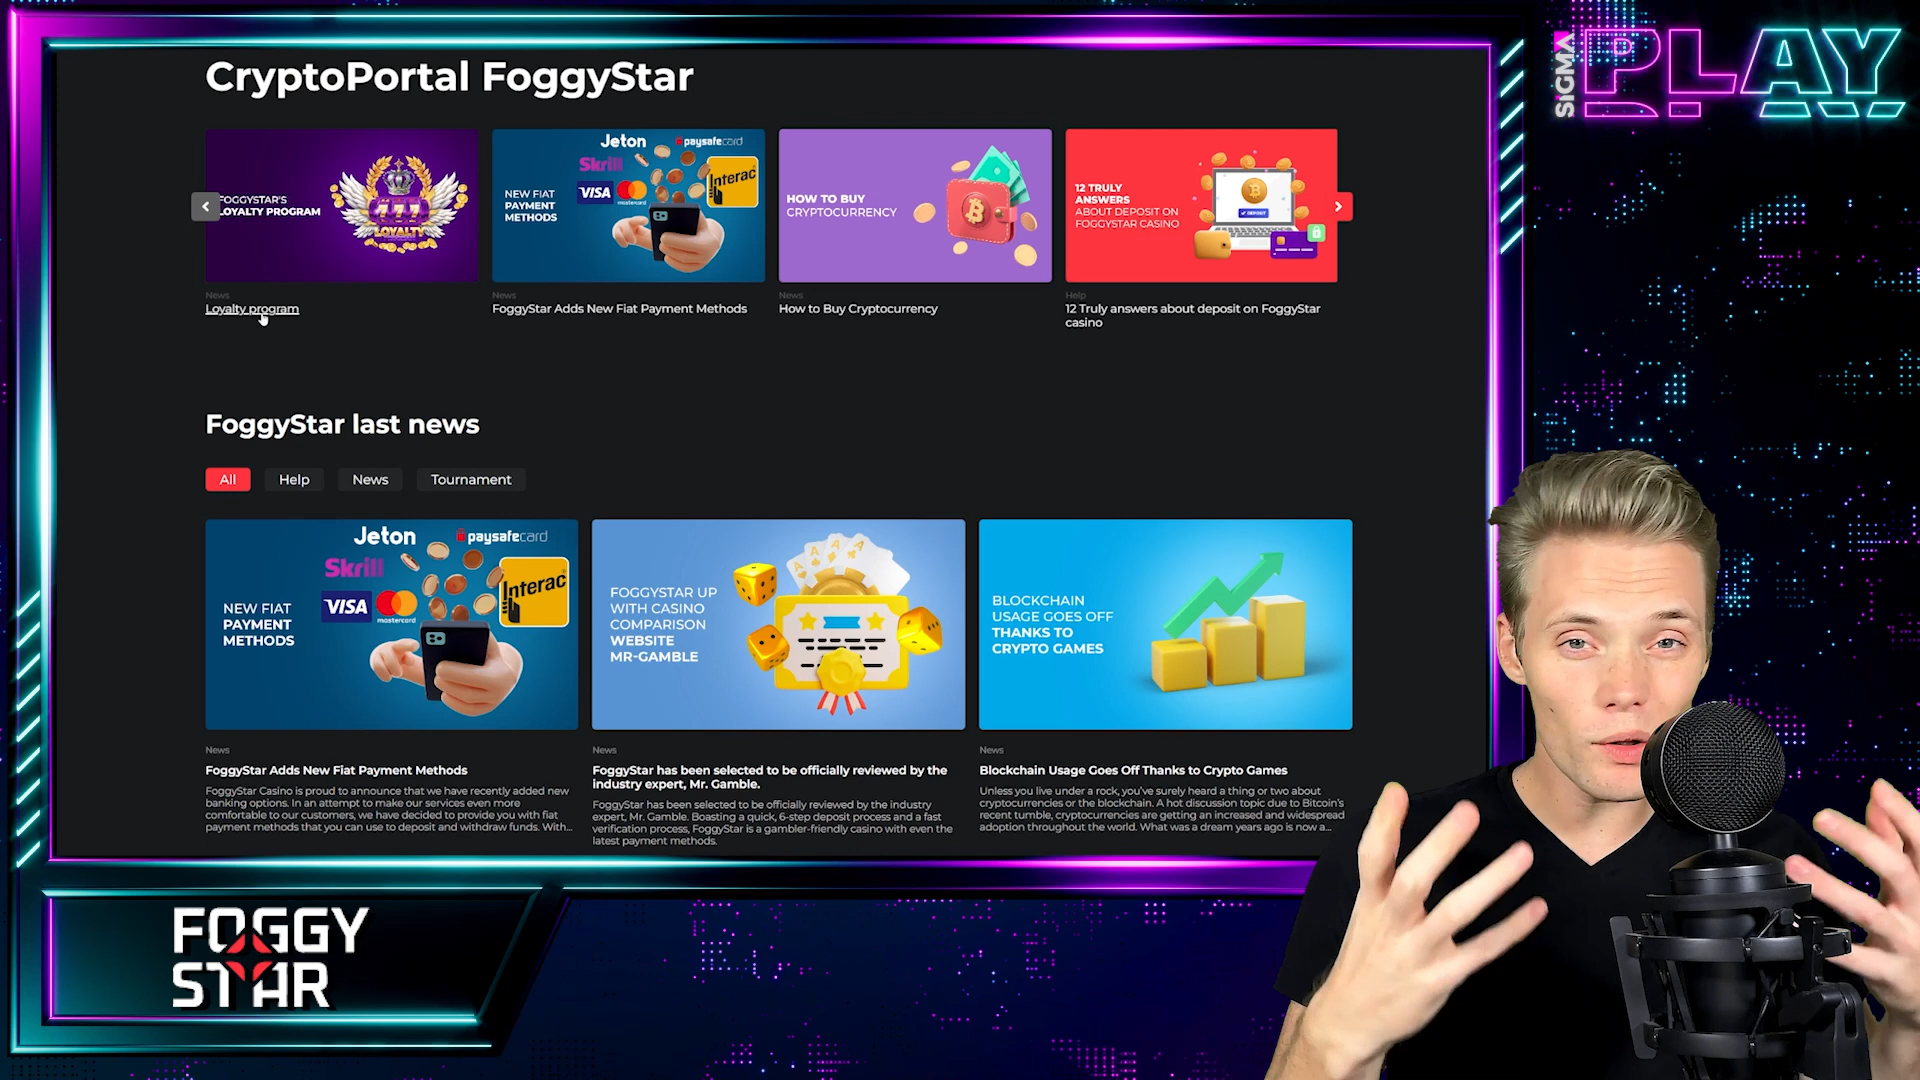 CryptoPortal FoggyStar
SiGMA
PLAY
FOGGYSTAR'S
LOYALTY PROGRAM
777
LOYALTY
NEW FIAT
PAYMENT
METHODS
Jeton
paysafecard
Skrill
VISA
mastercard
Interac
HOW TO BUY
CRYPTOCURRENCY
12 TRULY
ANSWERS
ABOUT DEPOSIT ON
FOGGYSTAR CASINO
DEPOSIT
News
Loyalty program
News
FoggyStar Adds New Fiat Payment Methods
News
How to Buy Cryptocurrency
Help
12 Truly answers about deposit on FoggyStar
casino
FoggyStar last news
All
Help
News
Tournament
NEW FIAT
PAYMENT
METHODS
Jeton
paysafecard
Skrill
VISA
mastercard
Interac
FOGGYSTAR UP
WITH CASINO
COMPARISON
WEBSITE
MR-GAMBLE
A A A A
BLOCKCHAIN
USAGE GOES OFF
THANKS TO
CRYPTO GAMES
News
FoggyStar Adds New Fiat Payment Methods
FoggyStar Casino is proud to announce that we have recently added new
banking options. In an attempt to make our services even more
comfortable to our customers, we have decided to provide you with fiat
payment methods that you can use to deposit and withdraw funds. With...
News
FoggyStar has been selected to be officially reviewed by the
industry expert, Mr. Gamble.
FoggyStar has been selected to be officially reviewed by the industry
expert, Mr. Gamble. Boasting a quick, 6-step deposit process and a fast
verification process, FoggyStar is a gambler-friendly casino with even the
latest payment methods.
News
Blockchain Usage Goes Off Thanks to Crypto Games
Unless you live under a rock, you've surely heard a thing or two about
cryptocurrencies or the blockchain. A hot discussion topic due to Bitcoin's
recent tumble, cryptocurrencies are getting an increased and widespread
adoption throughout the world. What was a dream years ago is now a...
FOGGY
STAR